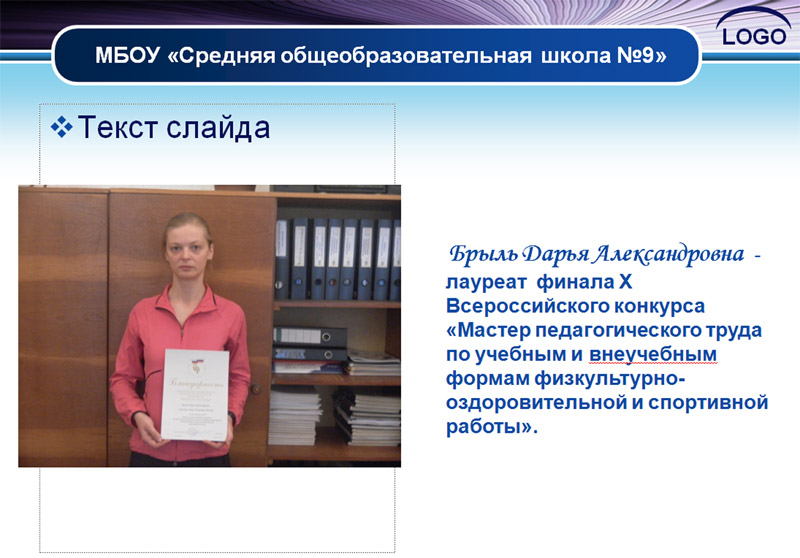 LOGO
МБОУ «Средняя общеобразовательная школа №9»
Текст слайда
Благодарность
Брыль Дарья Александровна -
лауреат финала X
Всероссийского конкурса
«Мастер педагогического труда
по учебным и внеучебным
формам физкультурно-
оздоровительной и спортивной
работы».